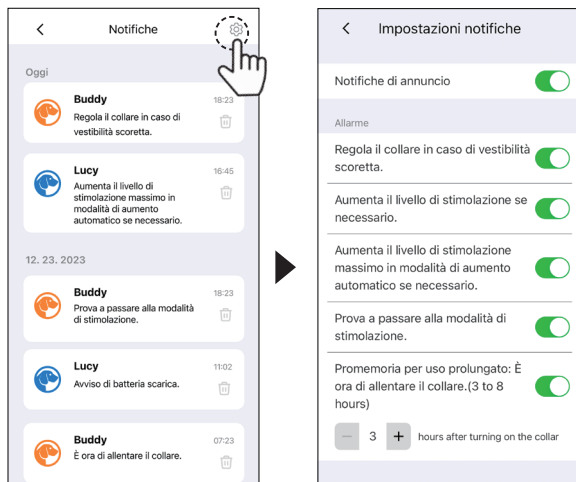 Notifiche
Oggi
Buddy
18:23
Regola il collare in caso di
vestibilità scoretta.
Lucy
16:45
Aumenta il livello di
stimolazione massimo in
modalità di aumento
automatico se necessario.
12. 23. 2023
Buddy
18:23
Prova a passare alla modalità
di stimolazione.
Lucy
11:02
Avviso di batteria scarica.
Buddy
07:23
È ora di allentare il collare.
Impostazioni notifiche
Notifiche di annuncio
Allarme
Regola il collare in caso di vestibilità
scoretta.
Aumenta il livello di stimolazione se
necessario.
Aumenta il livello di stimolazione
massimo in modalità di aumento
automatico se necessario.
Prova a passare alla modalità di
stimolazione.
Promemoria per uso prolungato: È
ora di allentare il collare.(3 to 8
hours)
— 3 + hours after turning on the collar